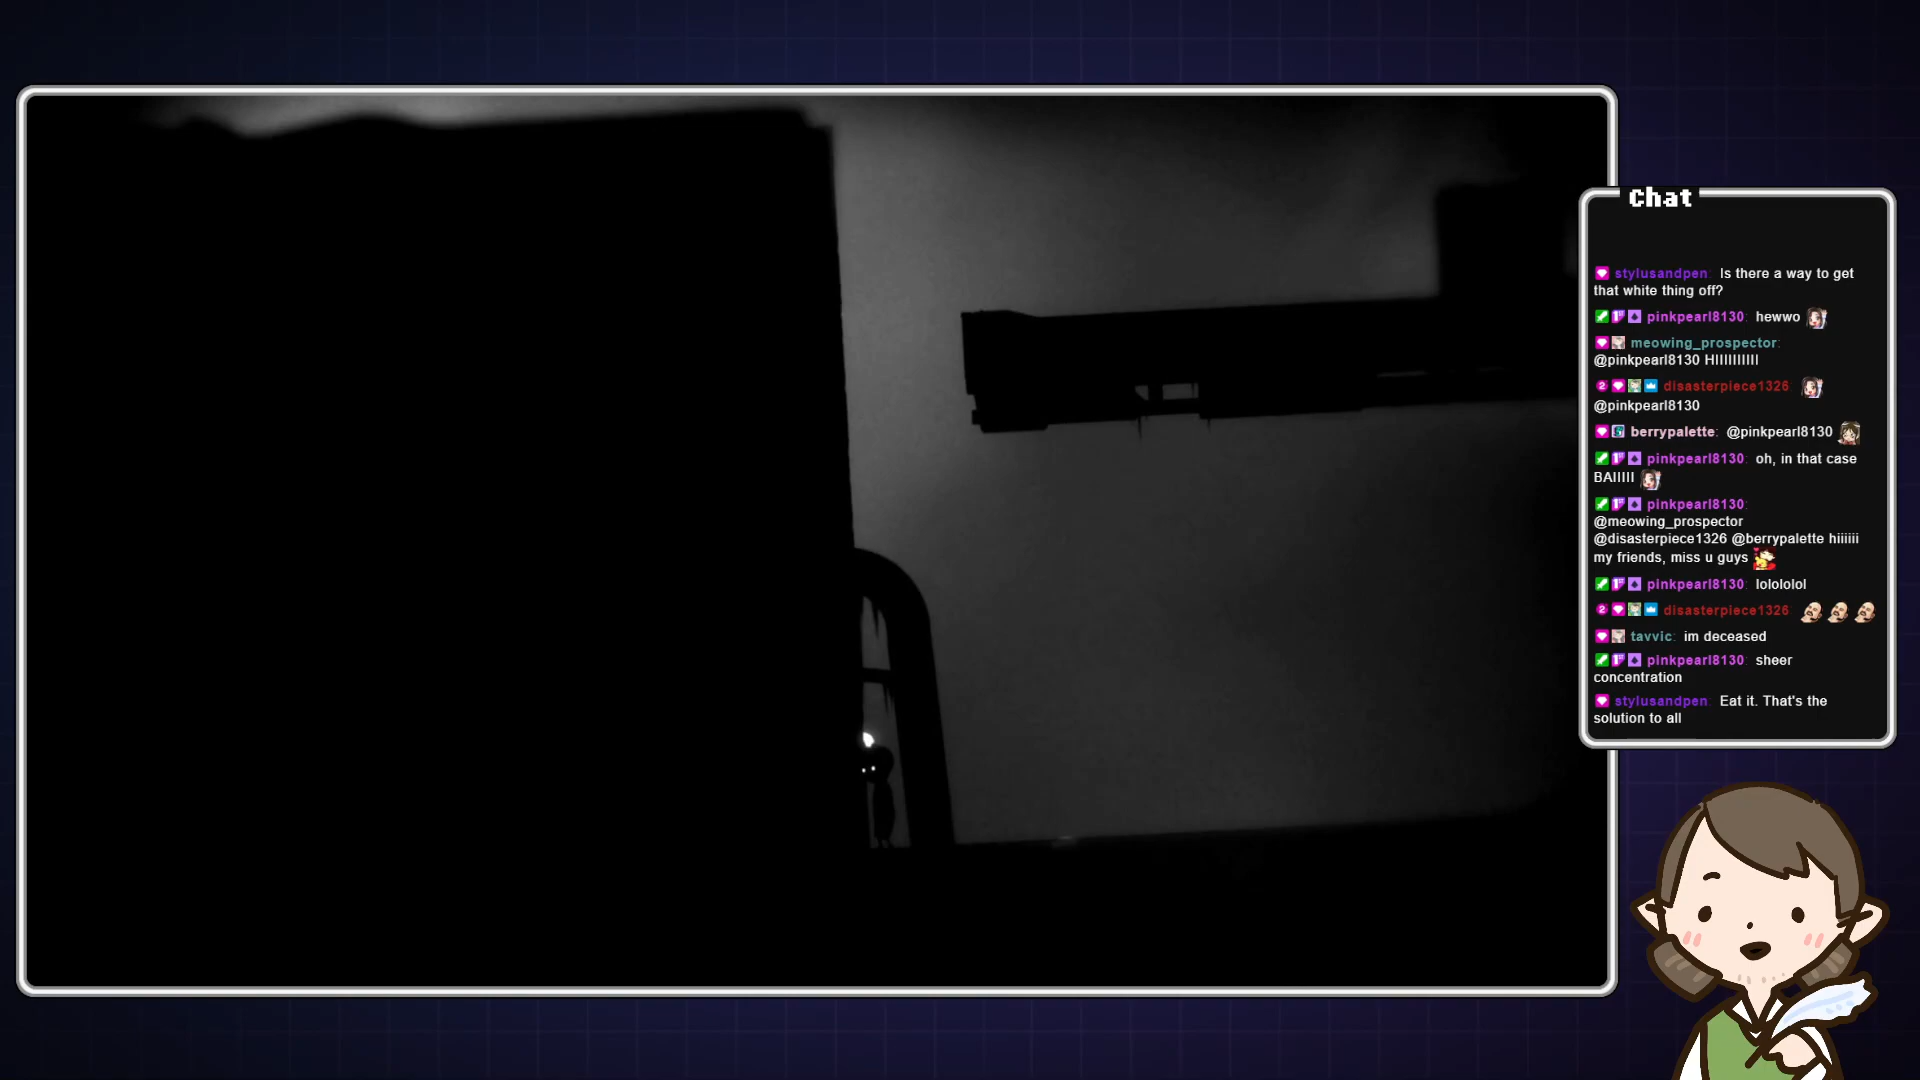 chat
stylusandpen: Is there a way to get
that white thing off?
pinkpearl8130: hewwo
meowing_prospector:
@pinkpearl8130 HIIIIIIIIII
disasterpiece1326
@pinkpearl8130
berrypalette: @pinkpearl8130
pinkpearl8130: oh, in that case
BAIIIII
pinkpearl8130:
@meowing_prospector
@disasterpiece1326 @berrypalette hiiiiii
my friends, miss u guys
pinkpearl8130: lolololol
disasterpiece1326
tavvic: im deceased
pinkpearl8130: sheer
concentration
stylusandpen: Eat it. That's the
solution to all